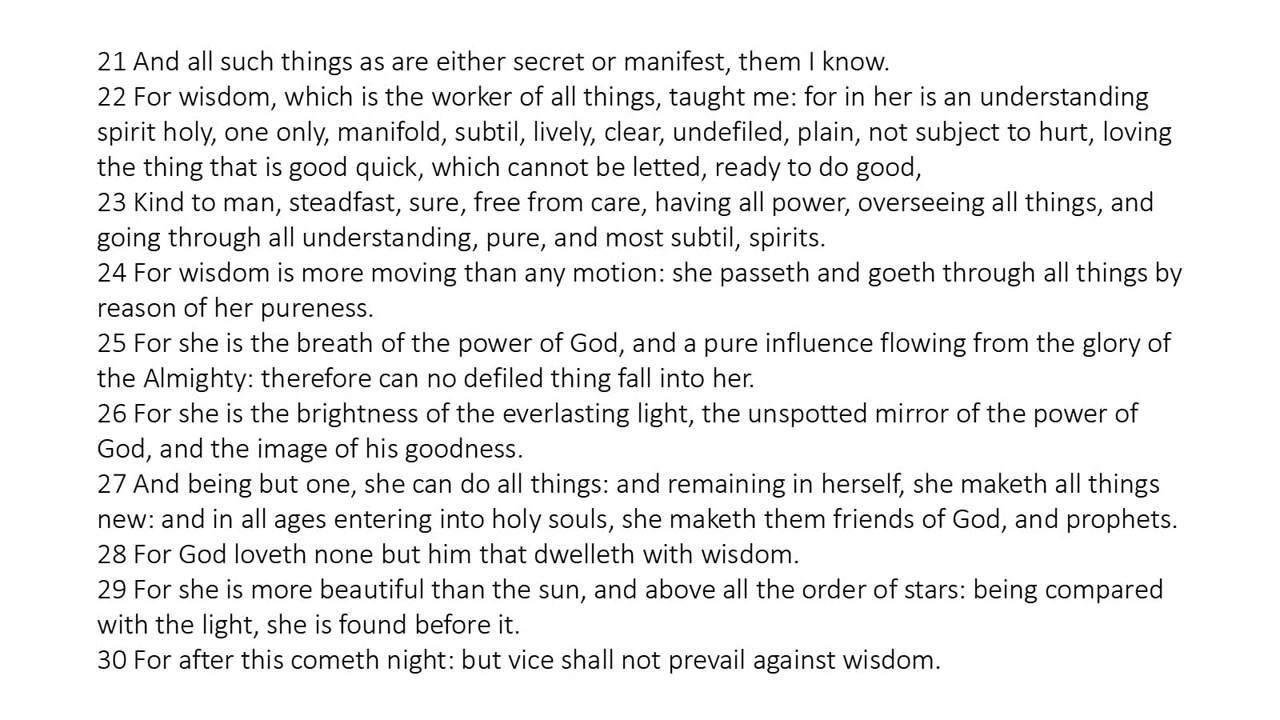 21 And all such things as are either secret or manifest, them I know.
22 For wisdom, which is the worker of all things, taught me: for in her is an understanding
spirit holy, one only, manifold, subtil, lively, clear, undefiled, plain, not subject to hurt, loving
the thing that is good quick, which cannot be letted, ready to do good,
23 Kind to man, steadfast, sure, free from care, having all power, overseeing all things, and
going through all understanding, pure, and most subtil, spirits.
24 For wisdom is more moving than any motion: she passeth and goeth through all things by
reason of her pureness.
25 For she is the breath of the power of God, and a pure influence flowing from the glory of
the Almighty: therefore can no defiled thing fall into her.
26 For she is the brightness of the everlasting light, the unspotted mirror of the power of
God, and the image of his goodness.
27 And being but one, she can do all things: and remaining in herself, she maketh all things
new: and in all ages entering into holy souls, she maketh them friends of God, and prophets.
28 For God loveth none but him that dwelleth with wisdom.
29 For she is more beautiful than the sun, and above all the order of stars: being compared
with the light, she is found before it.
30 For after this cometh night: but vice shall not prevail against wisdom.